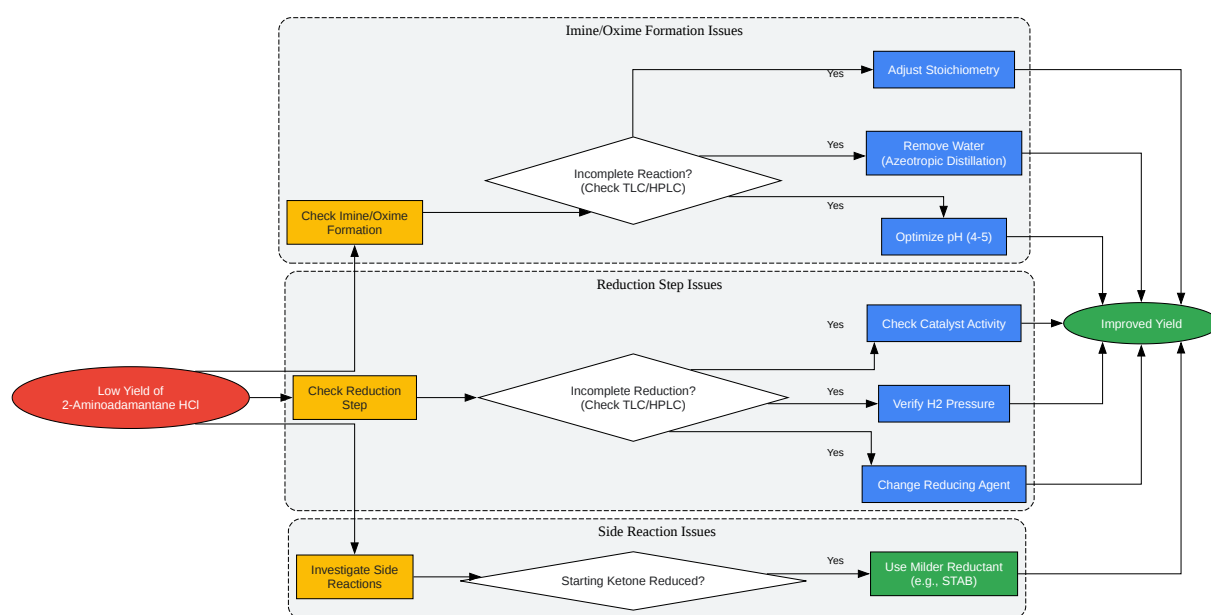 Imine/Oxime Formation Issues
Yes
Adjust Stoichiometry
Incomplete Reaction?
(Check TLC/HPLC)
Yes
Remove Water
(Azeotropic Distillation)
Yes
Optimize pH (4-5)
Check Imine/Oxime
Formation
Reduction Step Issues
Yes
Check Catalyst Activity
Improved Yield
Low Yield of
2-Aminoadamantane HCl
Check Reduction
Step
Incomplete Reduction?
(Check TLC/HPLC)
Yes
Verify H2 Pressure
Yes
Change Reducing Agent
Side Reaction Issues
Investigate Side
Reactions
Starting Ketone Reduced?
Yes
Use Milder Reductant
(e.g., STAB)